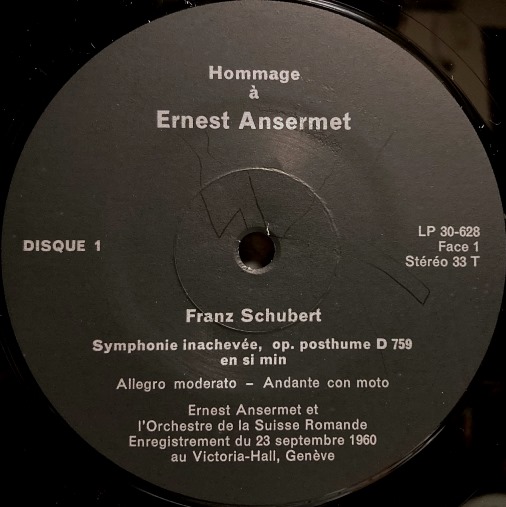 Hommage
à
Ernest Ansermet
DISQUE 1
LP 30-628
Face 1
Stéréo 33 T
Franz Schubert
Symphonie inachevée, op. posthume D 759
en si min
Allegro moderato – Andante con moto
Ernest Ansermet et
l'Orchestre de la Suisse Romande
Enregistrement du 23 septembre 1960
au Victoria-Hall, Genève